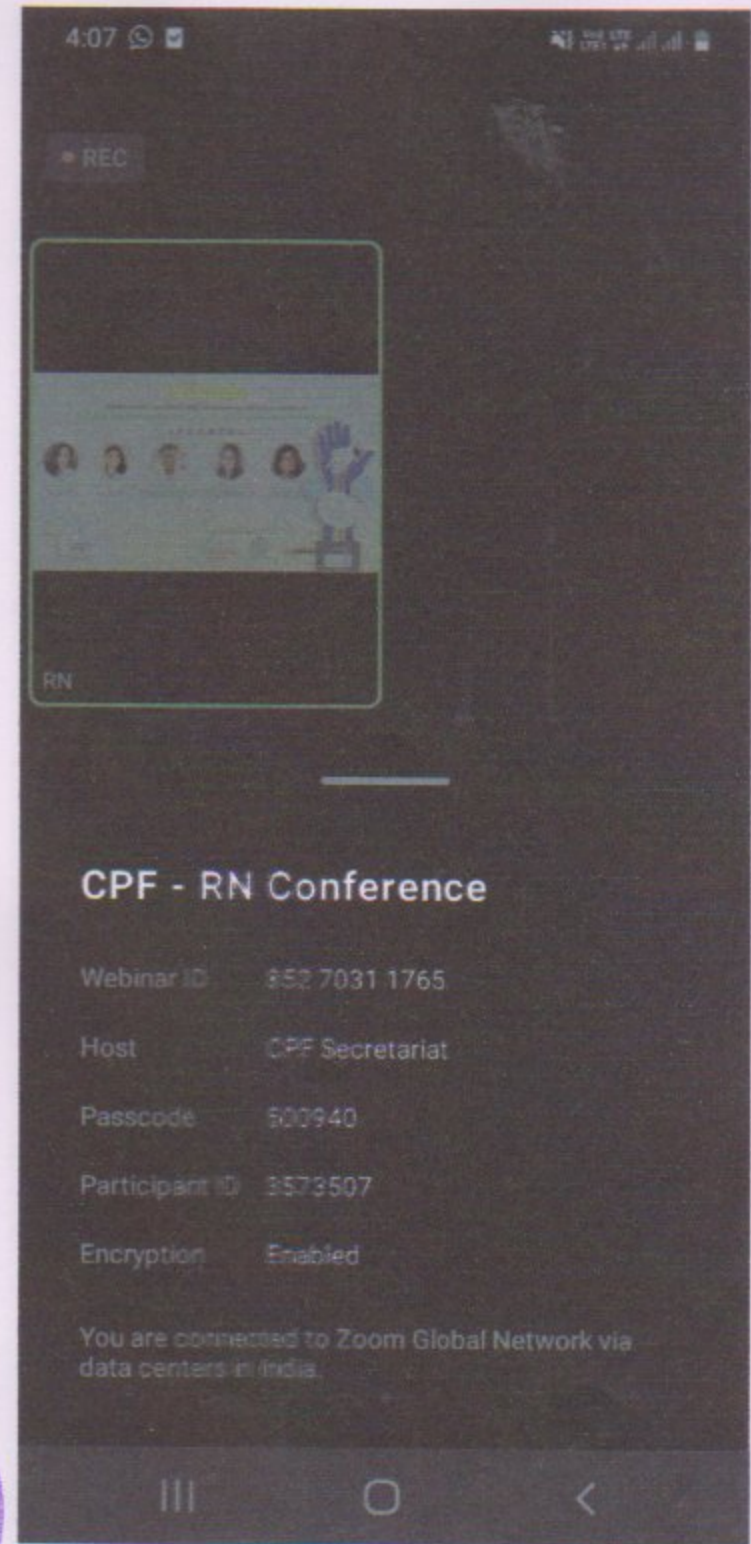 4:07
REC
RN
CPF - RN Conference
Webinar ID 852 7031 1765
Host CPF Secretariat
Passcode
Participant ID 3573507
Encryption Enabled
You are connected to Zoom Global Network via
data centers in India.